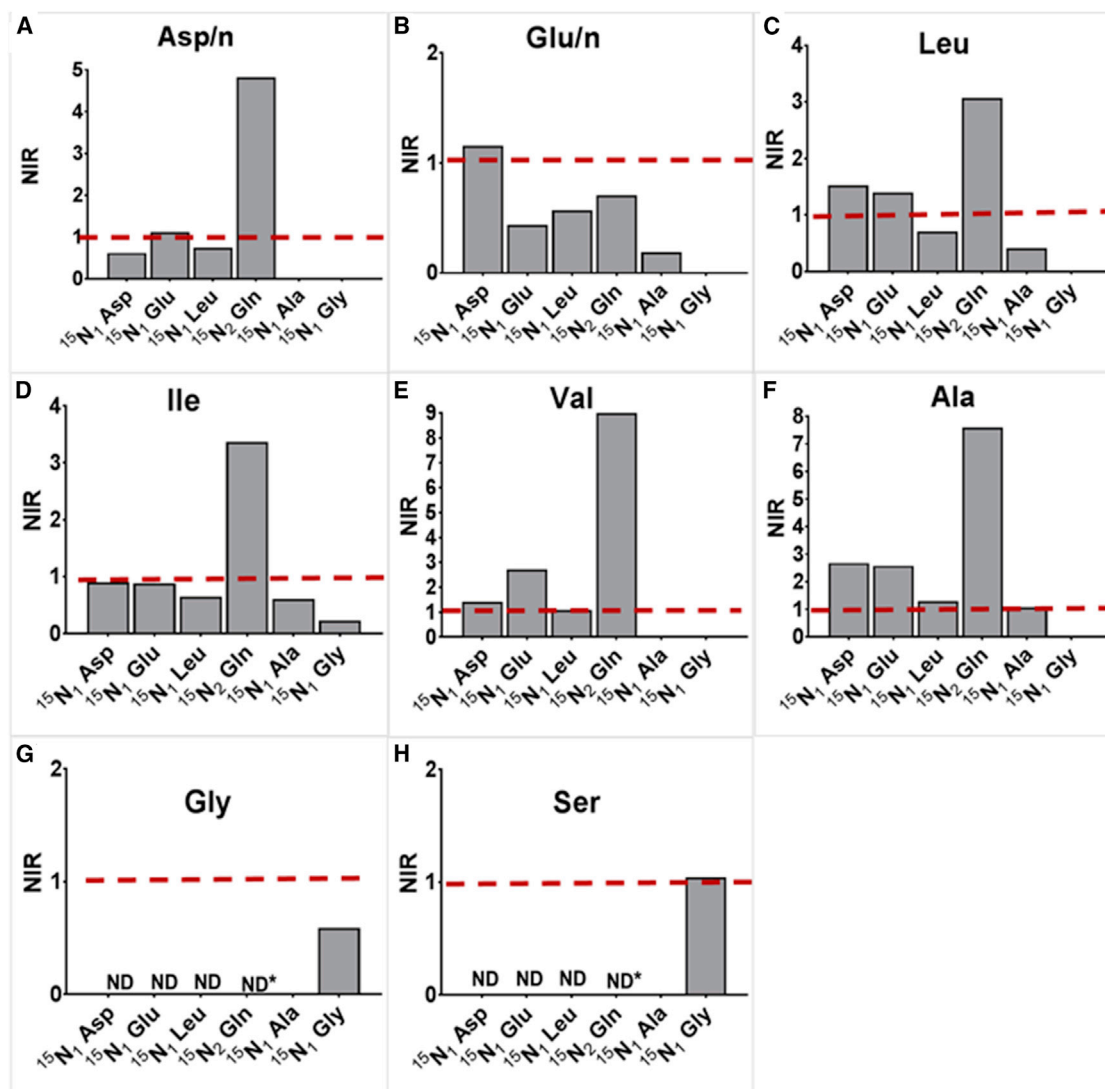 A
Asp/n
NIR
5
4
3
2
1
0
15N1 Asp
15N1 Glu
15N1 Leu
15N2 Gln
15N1 Ala
15N1 Gly
B
Glu/n
NIR
2
1
0
15N1 Asp
15N1 Glu
15N1 Leu
15N2 Gln
15N1 Ala
15N1 Gly
C
Leu
NIR
4
3
2
1
0
15N1 Asp
15N1 Glu
15N1 Leu
15N2 Gln
15N1 Ala
15N1 Gly
D
Ile
NIR
4
3
2
1
0
15N1 Asp
15N1 Glu
15N1 Leu
15N2 Gln
15N1 Ala
15N1 Gly
E
Val
NIR
9
8
7
6
5
4
3
2
1
0
15N1 Asp
15N1 Glu
15N1 Leu
15N2 Gln
15N1 Ala
15N1 Gly
F
Ala
NIR
8
7
6
5
4
3
2
1
0
15N1 Asp
15N1 Glu
15N1 Leu
15N2 Gln
15N1 Ala
15N1 Gly
G
Gly
NIR
2
1
0
ND ND ND ND*
15N1 Asp
15N1 Glu
15N1 Leu
15N2 Gln
15N1 Ala
15N1 Gly
H
Ser
NIR
2
1
0
ND ND ND ND*
15N1 Asp
15N1 Glu
15N1 Leu
15N2 Gln
15N1 Ala
15N1 Gly